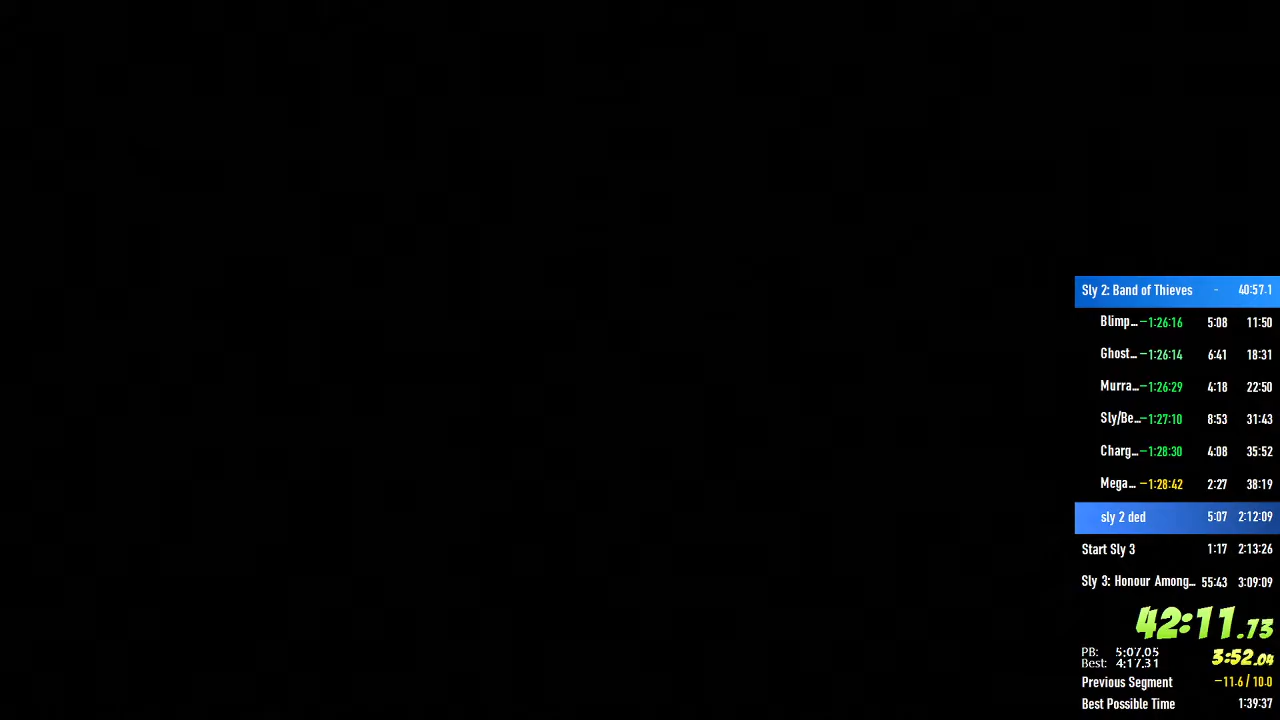 Sly 2: Band of Thieves - 40:57.1
Blimp... −1:26:16 5:08 11:50
Ghost... −1:26:14 6:41 18:31
Murra... −1:26:29 4:18 22:50
Sly/Be... −1:27:10 8:53 31:43
Charg... −1:28:30 4:08 35:52
Mega... −1:28:42 2:27 38:19
sly 2 ded 5:07 2:12:09
Start Sly 3 1:17 2:13:26
Sly 3: Honour Among... 55:43 3:09:09
42:11.73
PB: 5:07.05
Best: 4:17.31
3:52.04
Previous Segment −11.6 / 10.0
Best Possible Time 1:39:37